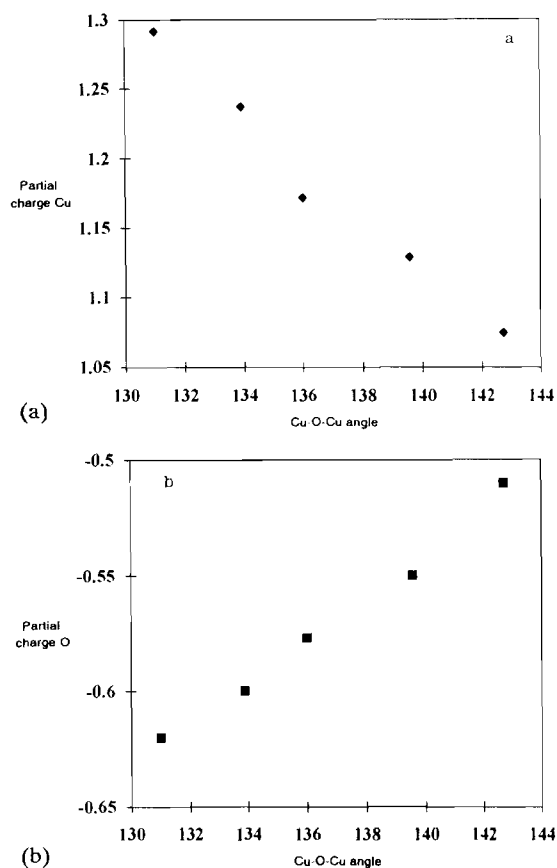 1.3
a
1.25
1.2
Partial
charge Cu
1.15
1.1
1.05
130 132 134 136 138 140 142 144
(a)
Cu-O-Cu angle
-0.5
b
-0.55
Partial
charge O
-0.6
-0.65
130 132 134 136 138 140 142 144
(b)
Cu-O-Cu angle